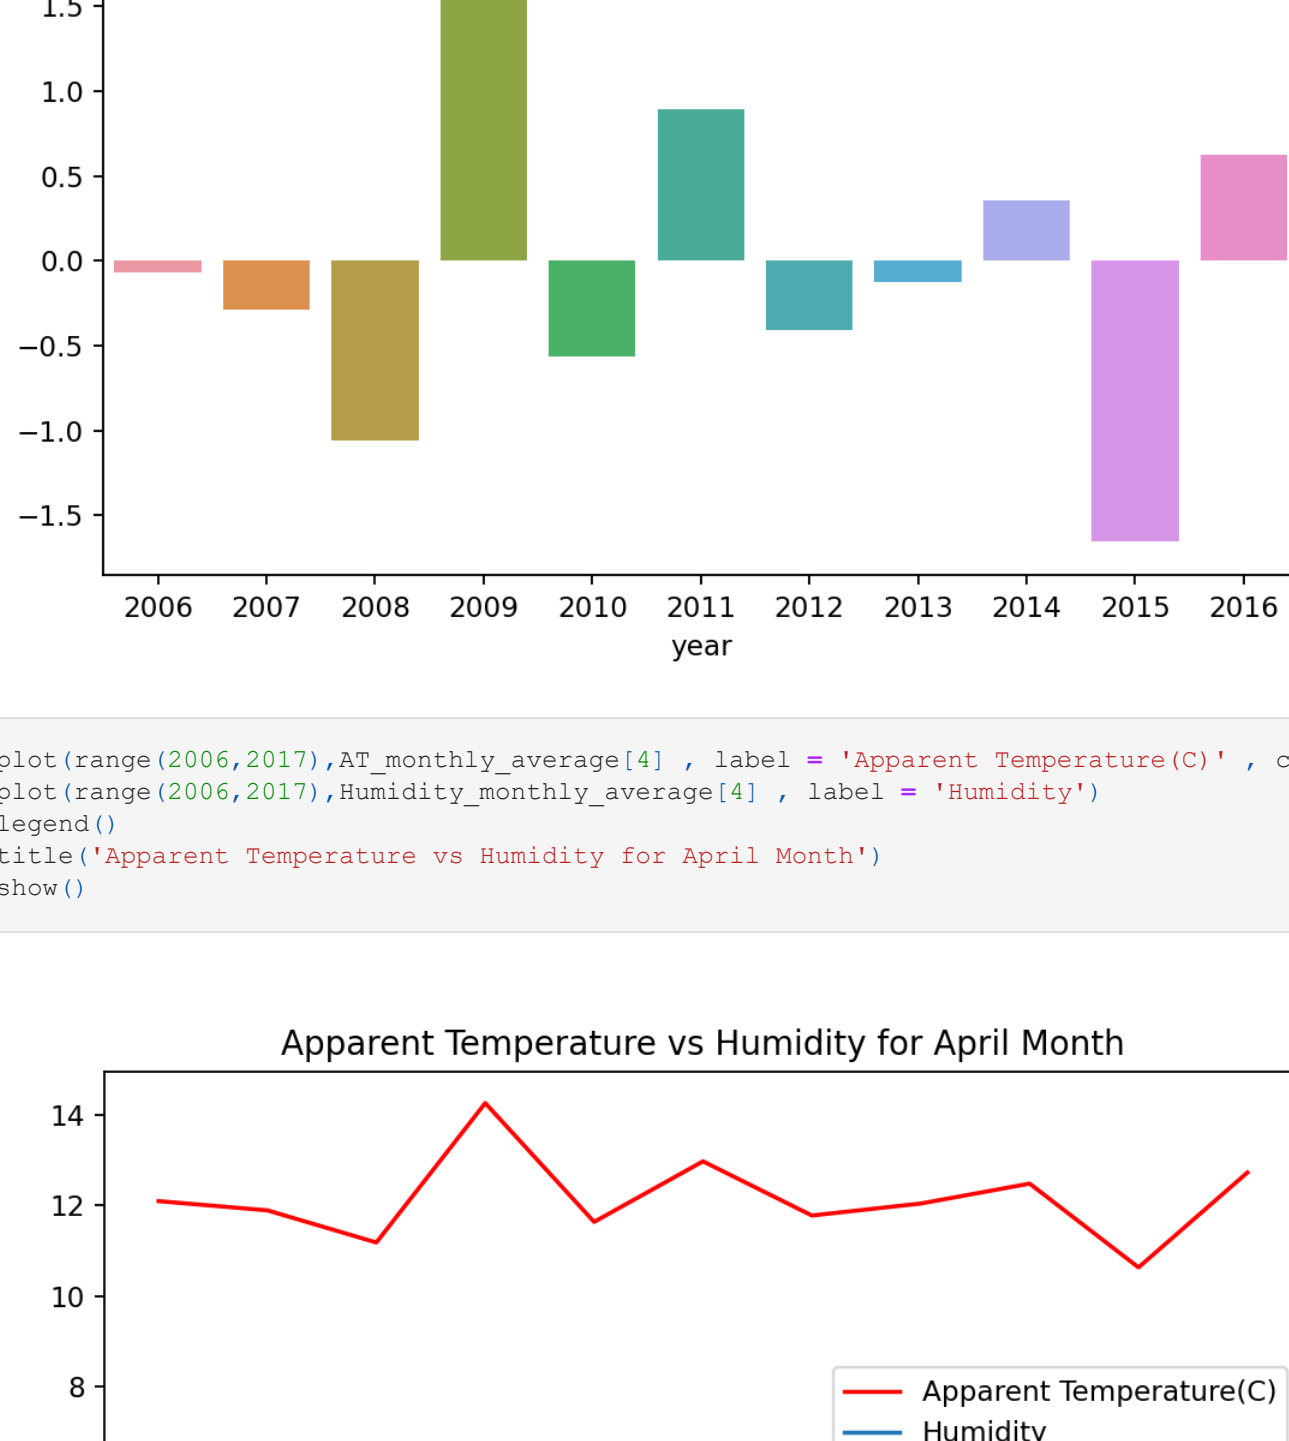 1.5
1.0
0.5
0.0
−0.5
−1.0
−1.5
2006 2007 2008 2009 2010 2011 2012 2013 2014 2015 2016
year
plot(range(2006,2017),AT_monthly_average[4] , label = 'Apparent Temperature(C)' , c
plot(range(2006,2017),Humidity_monthly_average[4] , label = 'Humidity')
legend()
title('Apparent Temperature vs Humidity for April Month')
show()
Apparent Temperature vs Humidity for April Month
14
12
10
8
Apparent Temperature(C)
Humidity